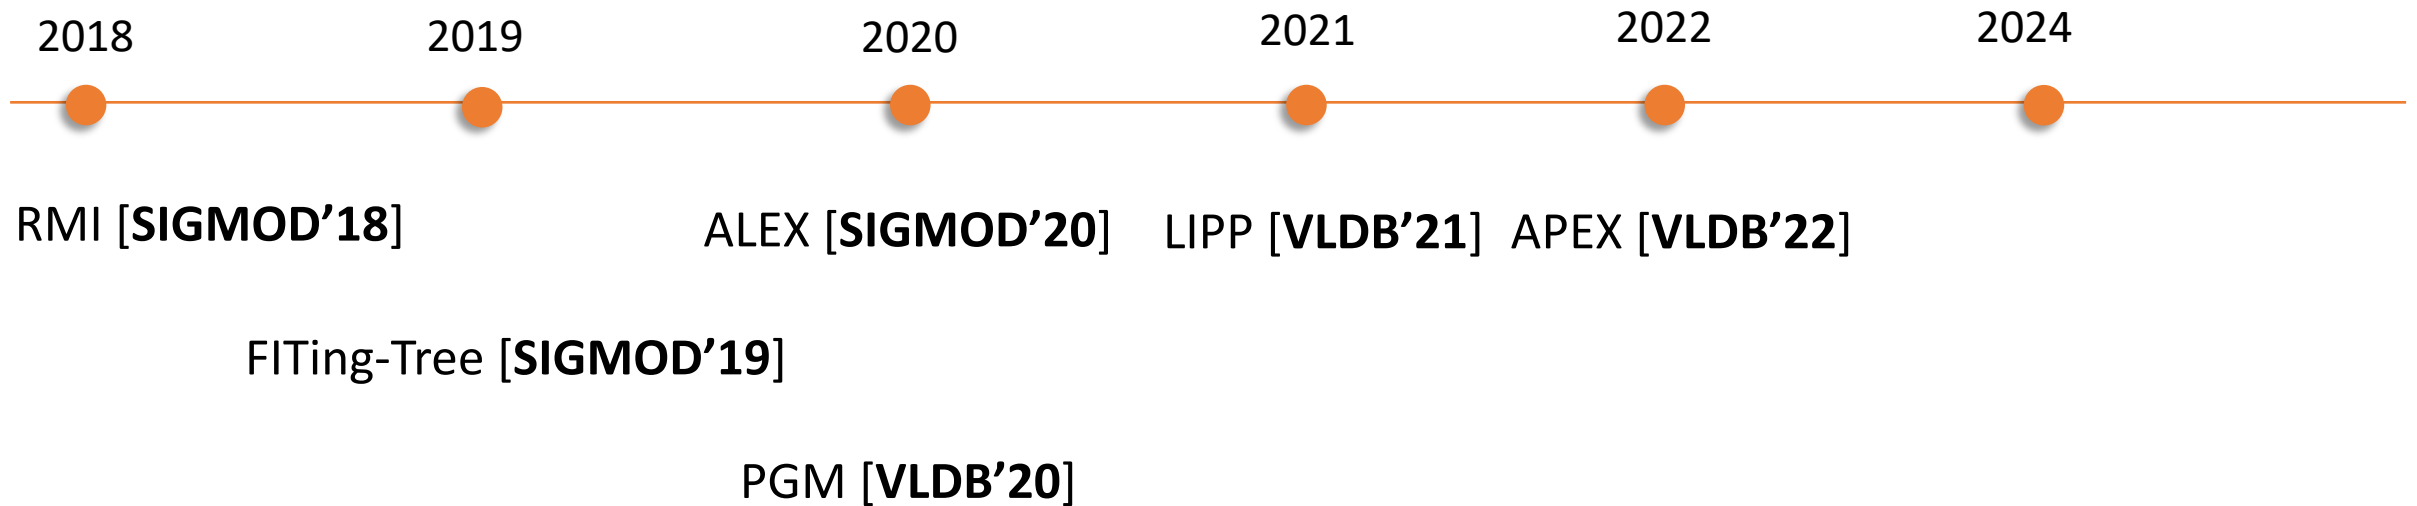 2018 2019 2020 2021 2022 2024
RMI [SIGMOD’18] ALEX [SIGMOD’20] LIPP [VLDB’21] APEX [VLDB’22]
FITing-Tree [SIGMOD’19]
PGM [VLDB’20]